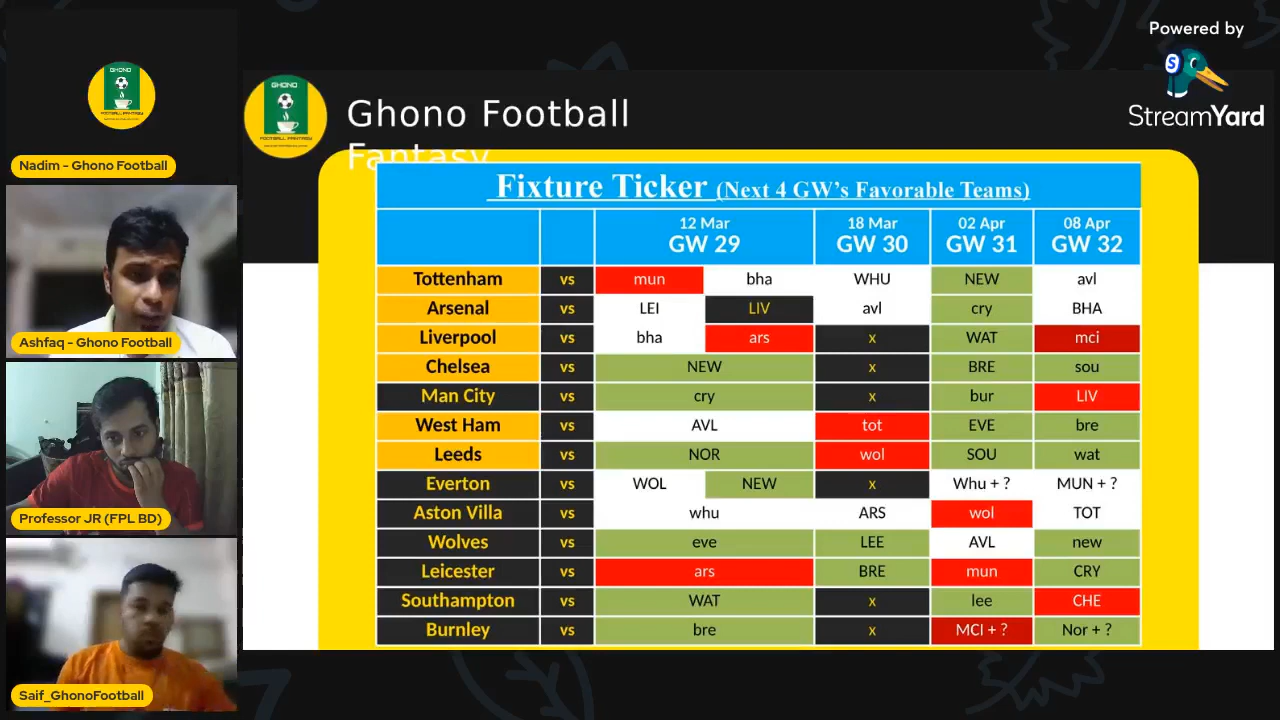 Powered by
StreamYard
GHONO
Nadim - Ghono Football
Ashfaq - Ghono Football
Professor JR (FPL BD)
Saif_GhonoFootball
GHONO
FOOTBALL FANTASY
Ghono Football
Fantasy
Fixture Ticker (Next 4 GW's Favorable Teams)
12 Mar 18 Mar 02 Apr 08 Apr
GW 29 GW 30 GW 31 GW 32
Tottenham vs mun bha WHU NEW avl
Arsenal vs LEI LIV avl cry BHA
Liverpool vs bha ars x WAT mci
Chelsea vs NEW x BRE sou
Man City vs cry x bur LIV
West Ham vs AVL tot EVE bre
Leeds vs NOR wol SOU wat
Everton vs WOL NEW x Whu + ? MUN + ?
Aston Villa vs whu ARS wol TOT
Wolves vs eve LEE AVL new
Leicester vs ars BRE mun CRY
Southampton vs WAT x lee CHE
Burnley vs bre x MCI + ? Nor + ?